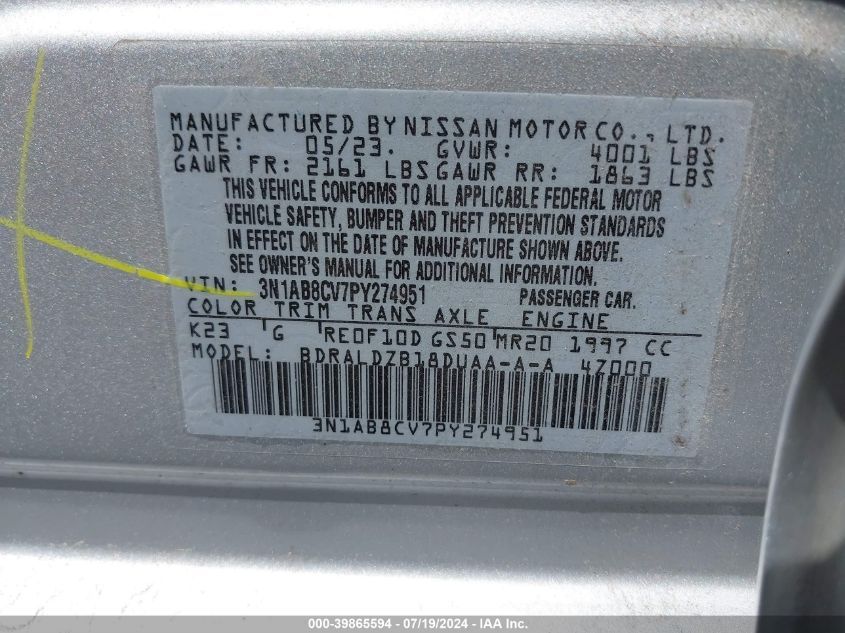 MANUFACTURED BY NISSAN MOTOR CO., LTD.
DATE: 05/23. GVWR: 4001 LBS
GAWR FR: 2161 LBS GAWR RR: 1863 LBS
THIS VEHICLE CONFORMS TO ALL APPLICABLE FEDERAL MOTOR
VEHICLE SAFETY, BUMPER AND THEFT PREVENTION STANDARDS
IN EFFECT ON THE DATE OF MANUFACTURE SHOWN ABOVE.
SEE OWNER'S MANUAL FOR ADDITIONAL INFORMATION.
VIN: 3N1AB8CV7PY274951 PASSENGER CAR.
COLOR TRIM TRANS AXLE ENGINE
K23 G RE0F10D GS50 MR20 1997 CC
MODEL: BDRALDZB18DUAA-A-A 4Z000
3N1AB8CV7PY274951
000-39865594 / 07/19/2024 - IAA Inc.